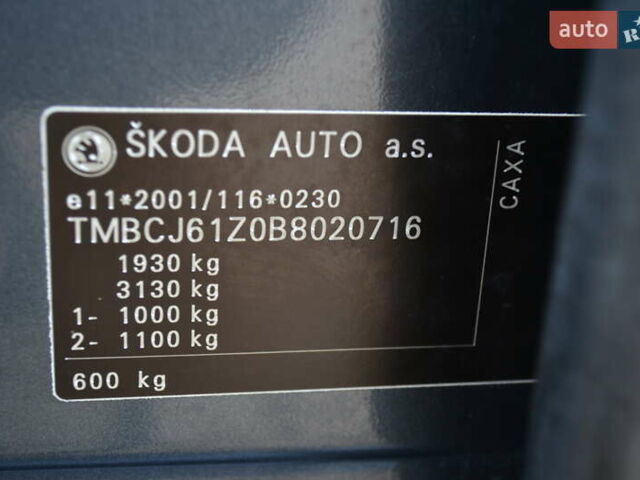 auto
R
ŠKODA AUTO a.s.
CAXA
e11*2001/116*0230
TMBCJ61Z0B8020716
1930 kg
3130 kg
1- 1000 kg
2- 1100 kg
600 kg